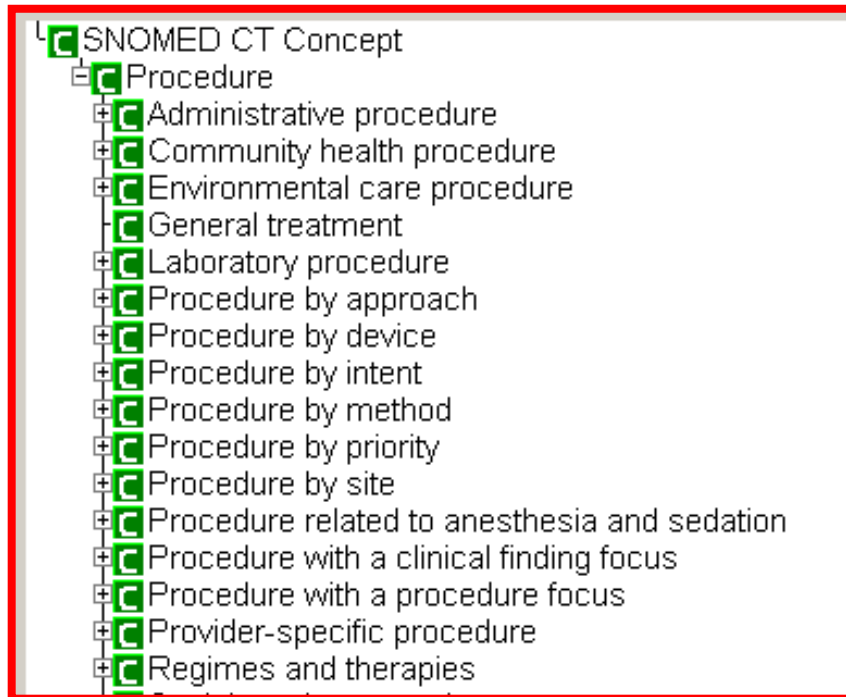 SNOMED CT Concept
Procedure
Administrative procedure
Community health procedure
Environmental care procedure
General treatment
Laboratory procedure
Procedure by approach
Procedure by device
Procedure by intent
Procedure by method
Procedure by priority
Procedure by site
Procedure related to anesthesia and sedation
Procedure with a clinical finding focus
Procedure with a procedure focus
Provider-specific procedure
Regimes and therapies